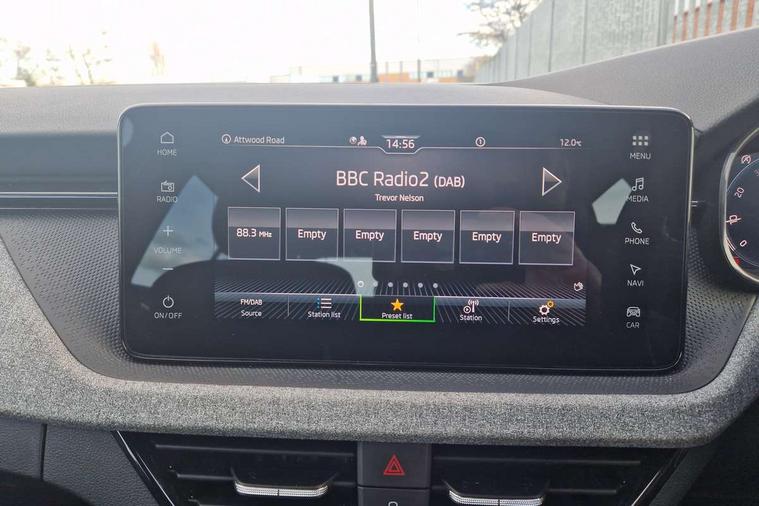 HOME
RADIO
+
VOLUME
−
ON/OFF
Attwood Road
14:56
12.0°C
BBC Radio2 (DAB)
Trevor Nelson
88.3 MHz
Empty
Empty
Empty
Empty
Empty
FM/DAB
Source
Station list
Preset list
Station
Settings
MENU
MEDIA
PHONE
NAVI
CAR
20
0